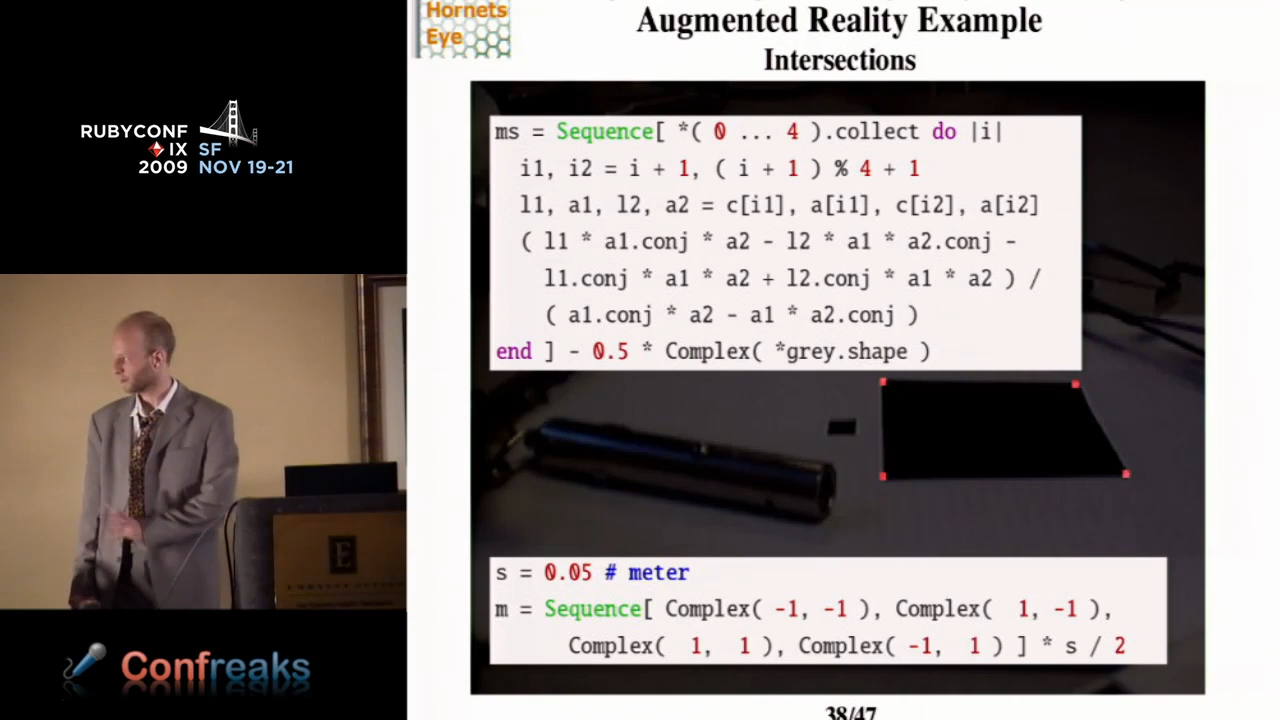 RUBYCONF
IX SF
2009 NOV 19-21
Confreaks
Hornets
Eye
Augmented Reality Example
Intersections
ms = Sequence[ *( 0 ... 4 ).collect do |i|
i1, i2 = i + 1, ( i + 1 ) % 4 + 1
l1, a1, l2, a2 = c[i1], a[i1], c[i2], a[i2]
( l1 * a1.conj * a2 - l2 * a1 * a2.conj -
l1.conj * a1 * a2 + l2.conj * a1 * a2 ) /
( a1.conj * a2 - a1 * a2.conj )
end ] - 0.5 * Complex( *grey.shape )
s = 0.05 # meter
m = Sequence[ Complex( -1, -1 ), Complex( 1, -1 ),
Complex( 1, 1 ), Complex( -1, 1 ) ] * s / 2
38/47